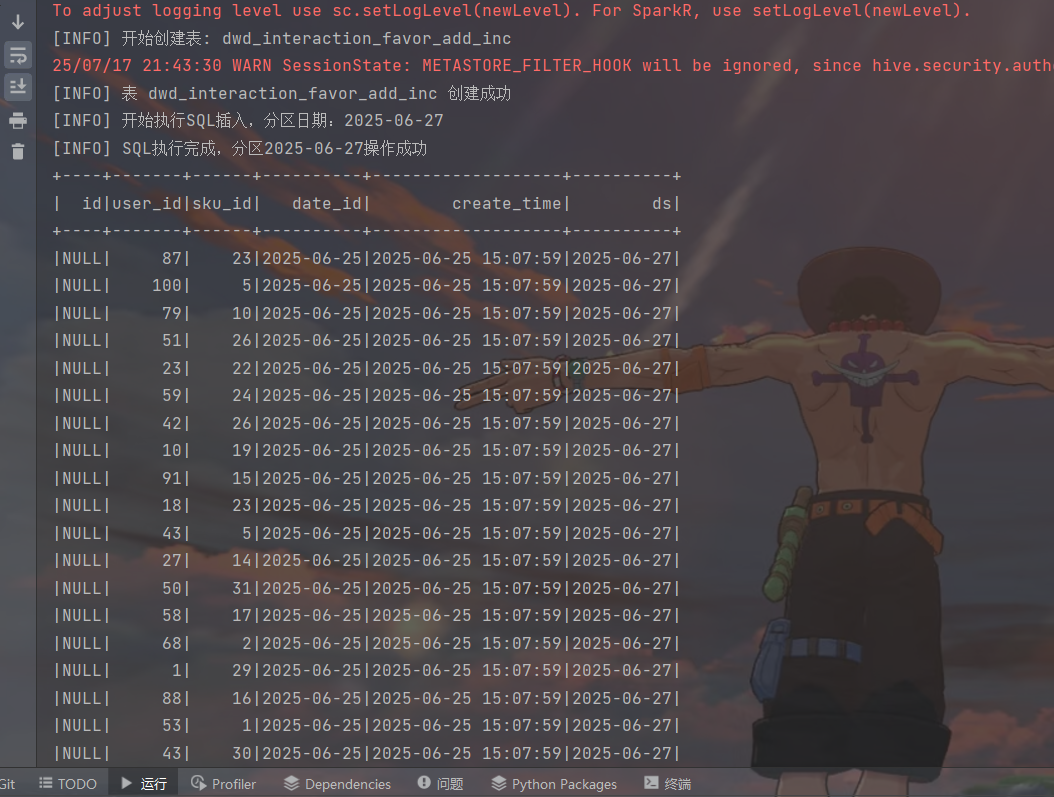 To adjust logging level use sc.setLogLevel(newLevel). For SparkR, use setLogLevel(newLevel).
[INFO] 开始创建表: dwd_interaction_favor_add_inc
25/07/17 21:43:30 WARN SessionState: METASTORE_FILTER_HOOK will be ignored, since hive.security.autho
[INFO] 表 dwd_interaction_favor_add_inc 创建成功
[INFO] 开始执行SQL插入，分区日期：2025-06-27
[INFO] SQL执行完成，分区2025-06-27操作成功
+----+-------+------+----------+-------------------+----------+
|  id|user_id|sku_id|   date_id|        create_time|        ds|
+----+-------+------+----------+-------------------+----------+
|NULL|     87|    23|2025-06-25|2025-06-25 15:07:59|2025-06-27|
|NULL|    100|     5|2025-06-25|2025-06-25 15:07:59|2025-06-27|
|NULL|     79|    10|2025-06-25|2025-06-25 15:07:59|2025-06-27|
|NULL|     51|    26|2025-06-25|2025-06-25 15:07:59|2025-06-27|
|NULL|     23|    22|2025-06-25|2025-06-25 15:07:59|2025-06-27|
|NULL|     59|    24|2025-06-25|2025-06-25 15:07:59|2025-06-27|
|NULL|     42|    26|2025-06-25|2025-06-25 15:07:59|2025-06-27|
|NULL|     10|    19|2025-06-25|2025-06-25 15:07:59|2025-06-27|
|NULL|     91|    15|2025-06-25|2025-06-25 15:07:59|2025-06-27|
|NULL|     18|    23|2025-06-25|2025-06-25 15:07:59|2025-06-27|
|NULL|     43|     5|2025-06-25|2025-06-25 15:07:59|2025-06-27|
|NULL|     27|    14|2025-06-25|2025-06-25 15:07:59|2025-06-27|
|NULL|     50|    31|2025-06-25|2025-06-25 15:07:59|2025-06-27|
|NULL|     58|    17|2025-06-25|2025-06-25 15:07:59|2025-06-27|
|NULL|     68|     2|2025-06-25|2025-06-25 15:07:59|2025-06-27|
|NULL|      1|    29|2025-06-25|2025-06-25 15:07:59|2025-06-27|
|NULL|     88|    16|2025-06-25|2025-06-25 15:07:59|2025-06-27|
|NULL|     53|     1|2025-06-25|2025-06-25 15:07:59|2025-06-27|
|NULL|     43|    30|2025-06-25|2025-06-25 15:07:59|2025-06-27|
Git TODO 运行 Profiler Dependencies 问题 Python Packages 终端